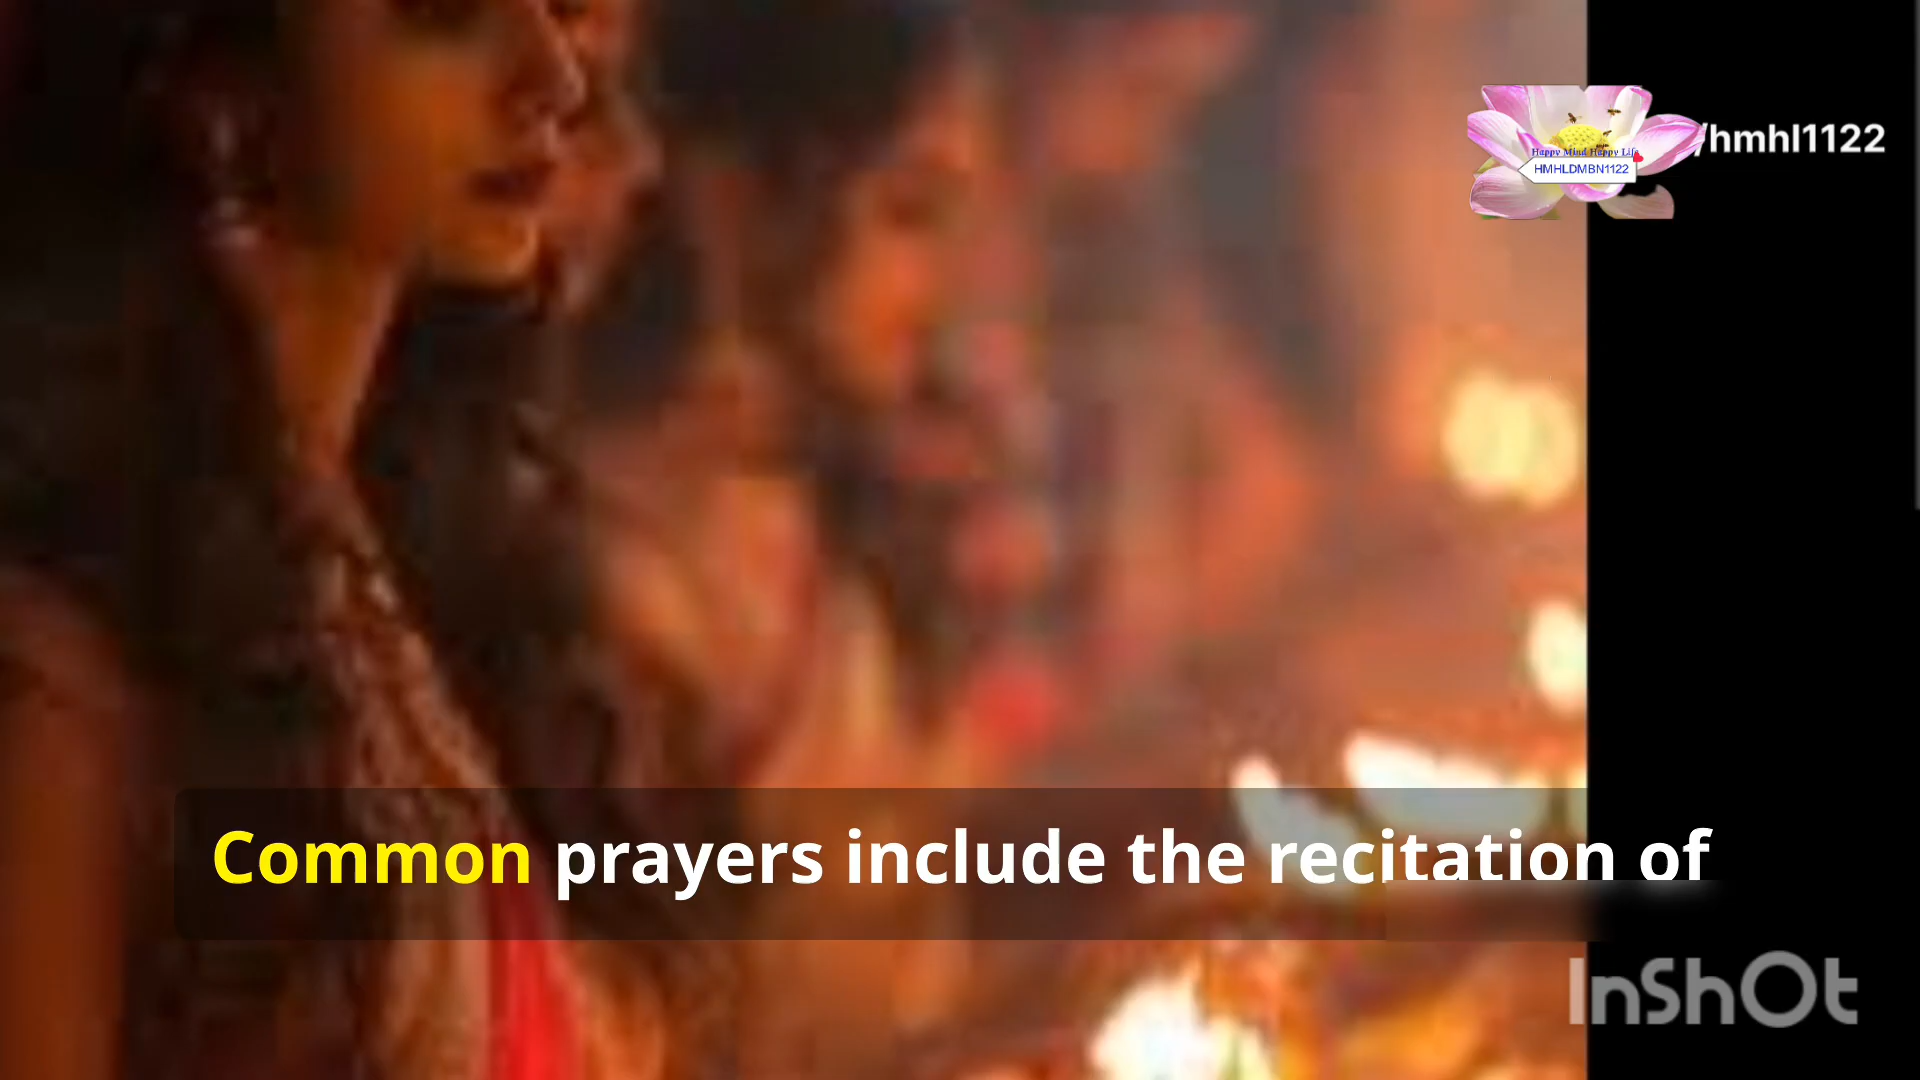 /hmhl1122
Happy Mind Happy Life
HMHLDMBN1122
Common prayers include the recitation of
InShOt